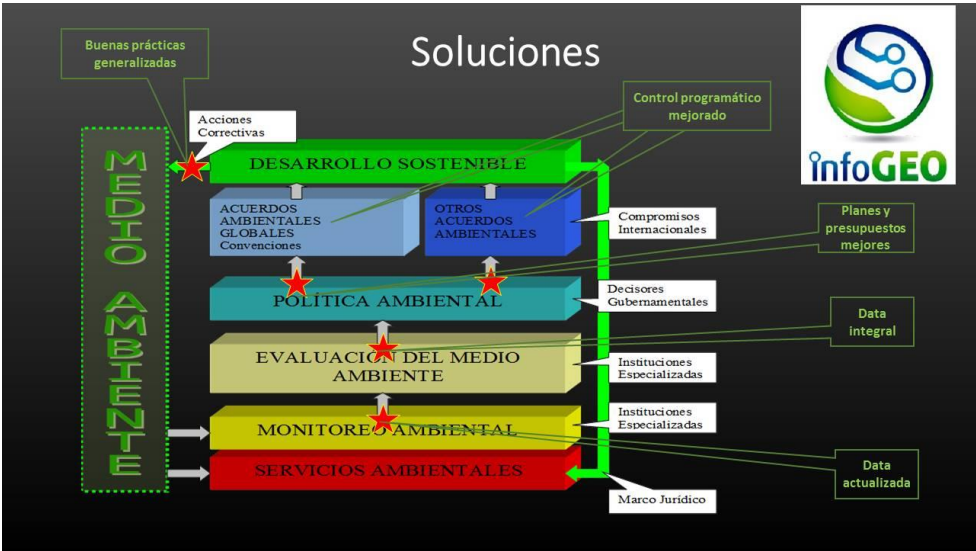 Soluciones
Buenas prácticas
generalizadas
infoGEO
Acciones
Correctivas
Control programático
mejorado
MEDIO AMBIENTE
DESARROLLO SOSTENIBLE
ACUERDOS
AMBIENTALES
GLOBALES
Convenciones
OTROS
ACUERDOS
AMBIENTALES
Compromisos
Internacionales
Planes y
presupuestos
mejores
POLÍTICA AMBIENTAL
Decisores
Gubernamentales
Data
integral
EVALUACIÓN DEL MEDIO
AMBIENTE
Instituciones
Especializadas
MONITOREO AMBIENTAL
Instituciones
Especializadas
SERVICIOS AMBIENTALES
Data
actualizada
Marco Jurídico